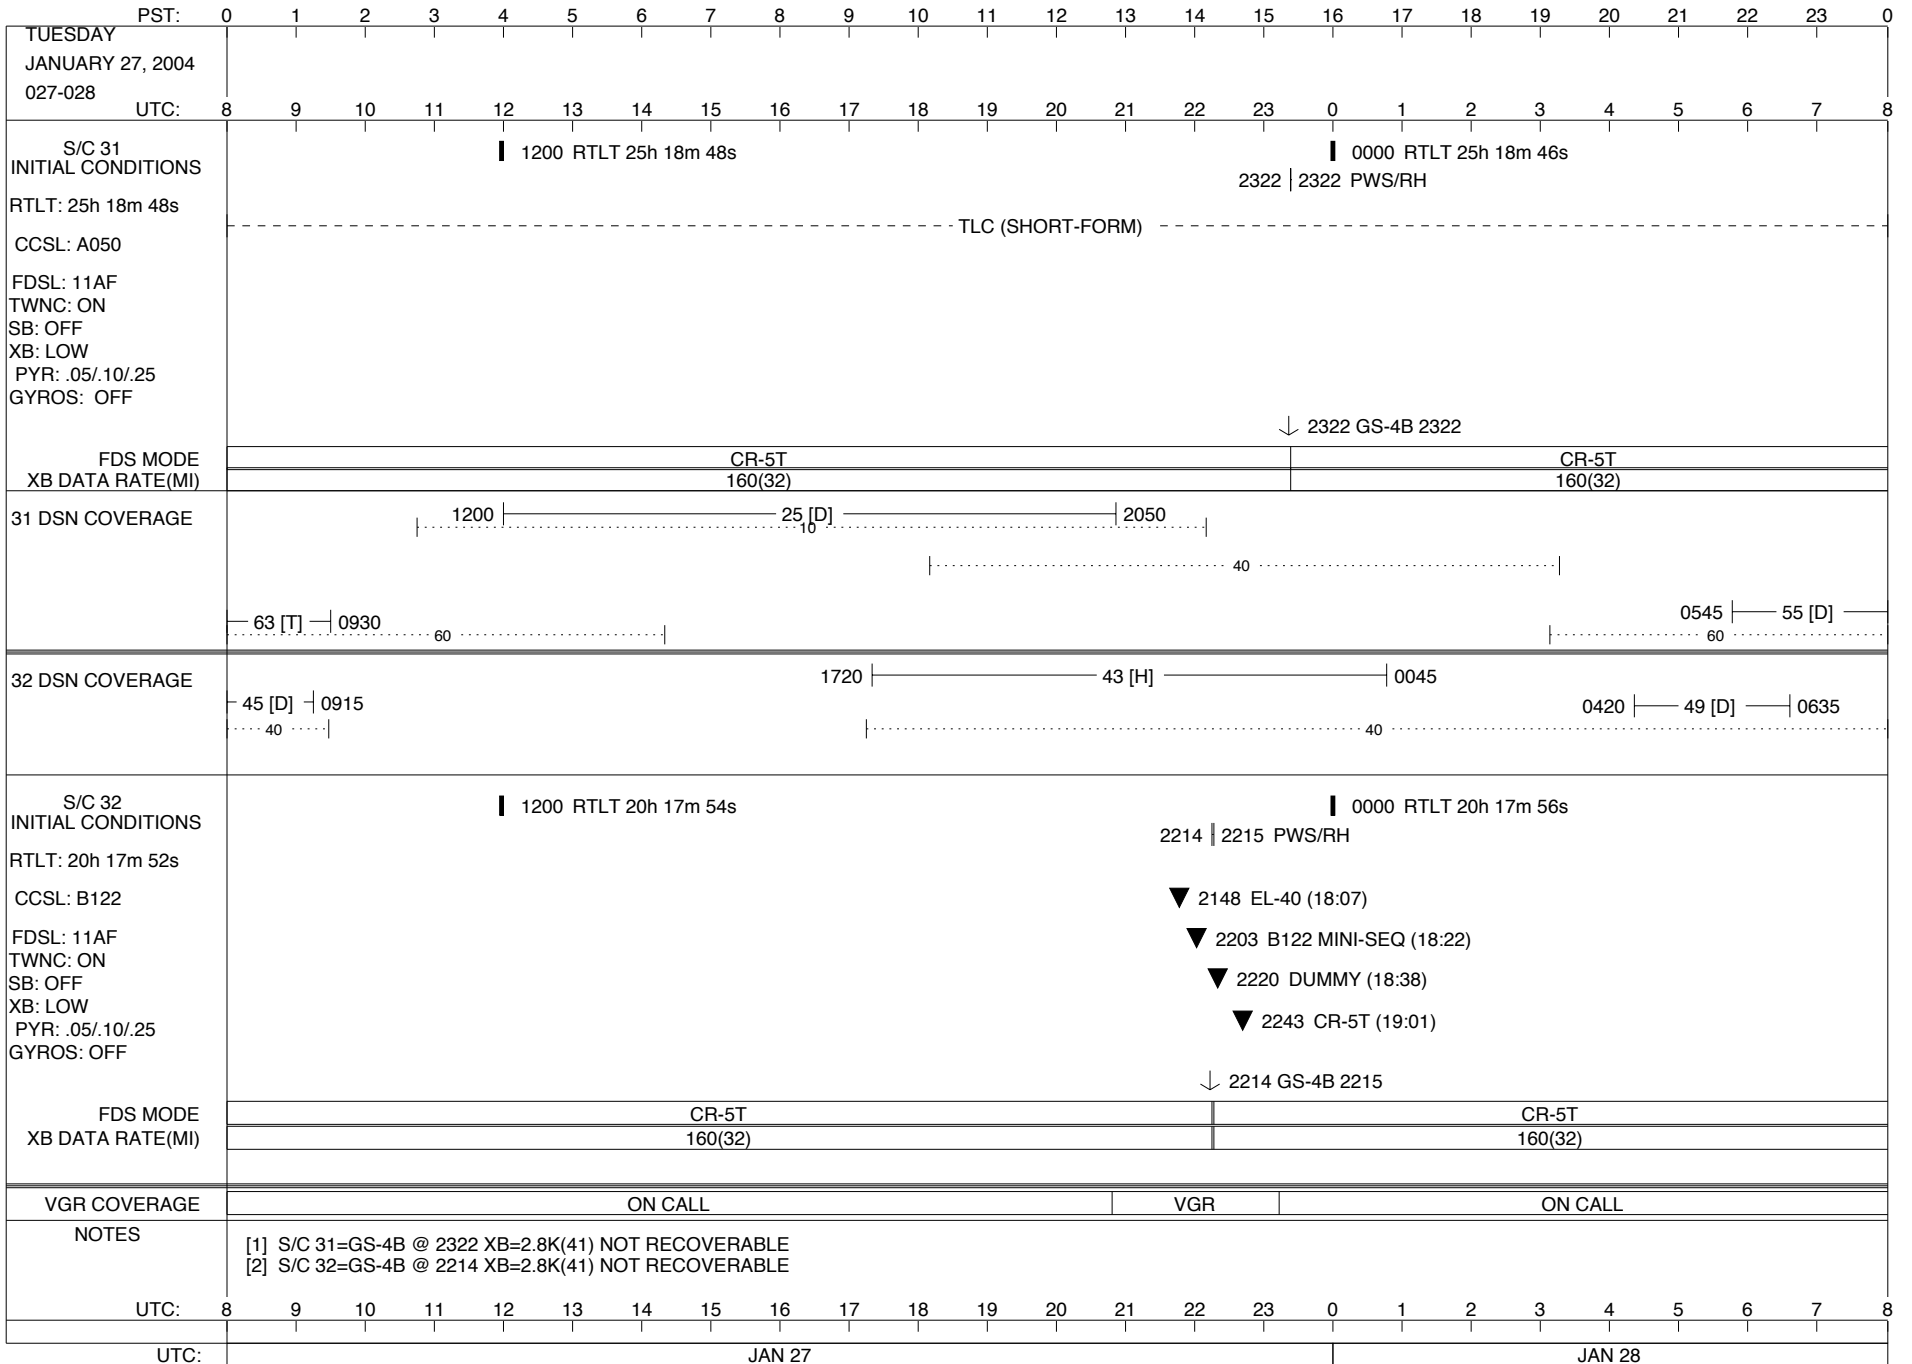 PST: 0 1 2 3 4 5 6 7 8 9 10 11 12 13 14 15 16 17 18 19 20 21 22 23 0
TUESDAY
JANUARY 27, 2004
027-028
UTC: 8 9 10 11 12 13 14 15 16 17 18 19 20 21 22 23 0 1 2 3 4 5 6 7 8
S/C 31
INITIAL CONDITIONS
1200 RTLT 25h 18m 48s
0000 RTLT 25h 18m 46s
2322 2322 PWS/RH
RTLT: 25h 18m 48s
TLC (SHORT-FORM)
CCSL: A050
FDSL: 11AF
TWNC: ON
SB: OFF
XB: LOW
PYR: .05/.10/.25
GYROS: OFF
2322 GS-4B 2322
FDS MODE CR-5T CR-5T
XB DATA RATE(MI) 160(32) 160(32)
31 DSN COVERAGE 1200 25 [D] 2050
10
40
63 [T] 0930
60
0545 55 [D]
60
32 DSN COVERAGE 1720 43 [H] 0045
45 [D] 0915
0420 49 [D] 0635
40
40
S/C 32
INITIAL CONDITIONS
1200 RTLT 20h 17m 54s
0000 RTLT 20h 17m 56s
2214 2215 PWS/RH
RTLT: 20h 17m 52s
CCSL: B122
2148 EL-40 (18:07)
FDSL: 11AF
2203 B122 MINI-SEQ (18:22)
TWNC: ON
SB: OFF
2220 DUMMY (18:38)
XB: LOW
PYR: .05/.10/.25
2243 CR-5T (19:01)
GYROS: OFF
2214 GS-4B 2215
FDS MODE CR-5T CR-5T
XB DATA RATE(MI) 160(32) 160(32)
VGR COVERAGE ON CALL VGR ON CALL
NOTES
[1] S/C 31=GS-4B @ 2322 XB=2.8K(41) NOT RECOVERABLE
[2] S/C 32=GS-4B @ 2214 XB=2.8K(41) NOT RECOVERABLE
UTC: 8 9 10 11 12 13 14 15 16 17 18 19 20 21 22 23 0 1 2 3 4 5 6 7 8
UTC: JAN 27 JAN 28